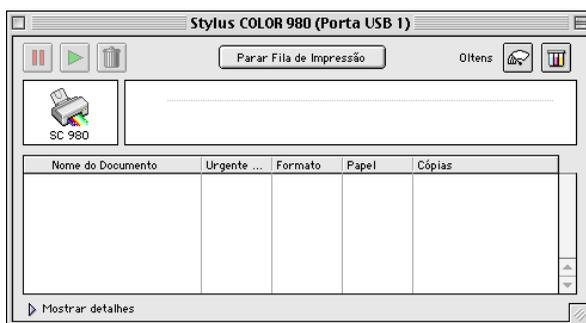 Stylus COLOR 980 (Porta USB 1)
Parar Fila de Impressão
0Itens
SC 980
Nome do Documento Urgente ... Formato Papel Cópias
Mostrar detalhes